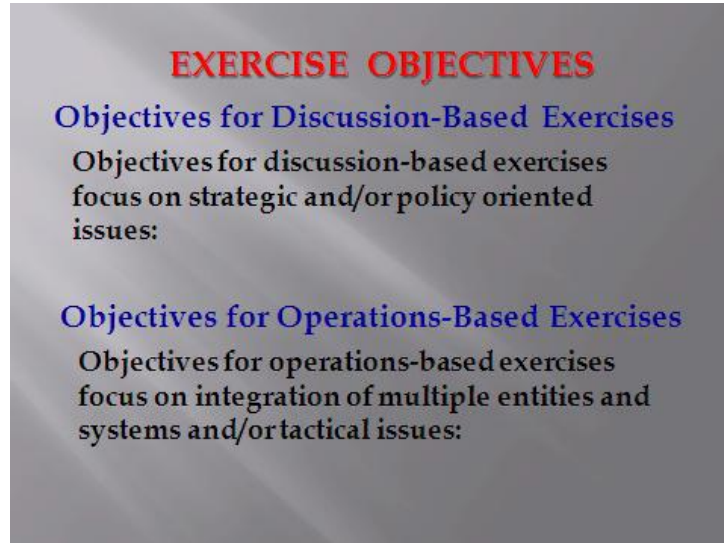 EXERCISE OBJECTIVES
Objectives for Discussion-Based Exercises
Objectives for discussion-based exercises
focus on strategic and/or policy oriented
issues:
Objectives for Operations-Based Exercises
Objectives for operations-based exercises
focus on integration of multiple entities and
systems and/or tactical issues: